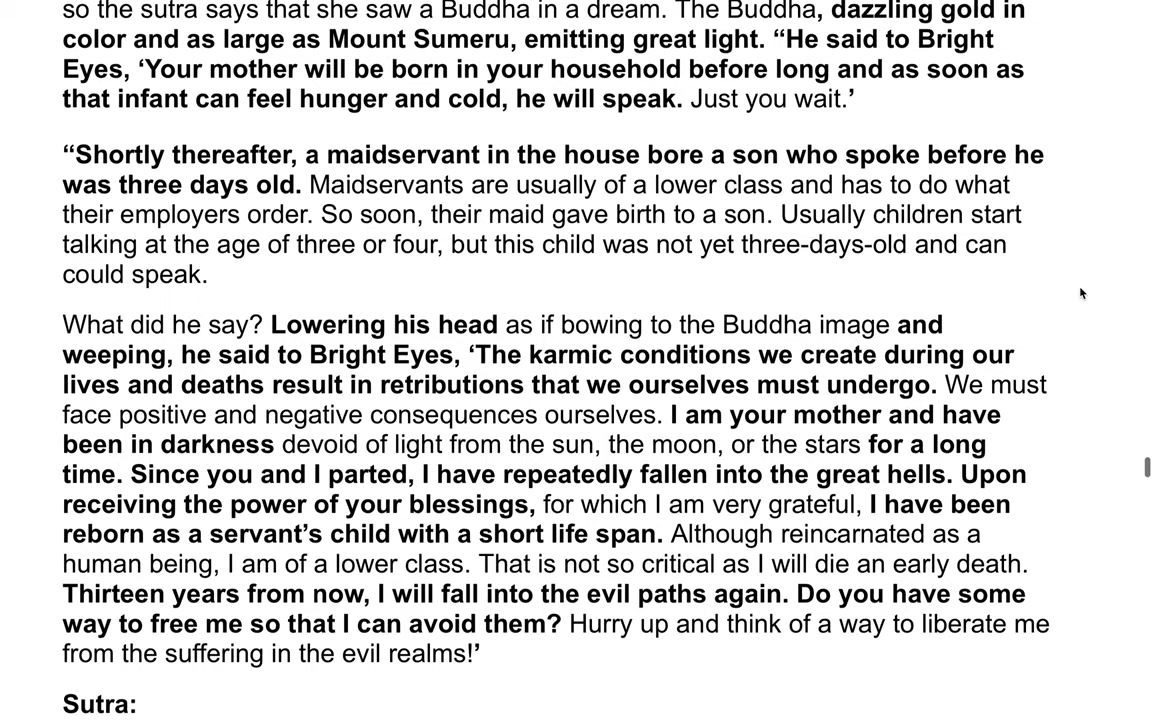 so the sutra says that she saw a Buddha in a dream. The Buddha, dazzling gold in
color and as large as Mount Sumeru, emitting great light. “He said to Bright
Eyes, ‘Your mother will be born in your household before long and as soon as
that infant can feel hunger and cold, he will speak. Just you wait.’
“Shortly thereafter, a maidservant in the house bore a son who spoke before he
was three days old. Maidservants are usually of a lower class and has to do what
their employers order. So soon, their maid gave birth to a son. Usually children start
talking at the age of three or four, but this child was not yet three-days-old and can
could speak.
What did he say? Lowering his head as if bowing to the Buddha image and
weeping, he said to Bright Eyes, ‘The karmic conditions we create during our
lives and deaths result in retributions that we ourselves must undergo. We must
face positive and negative consequences ourselves. I am your mother and have
been in darkness devoid of light from the sun, the moon, or the stars for a long
time. Since you and I parted, I have repeatedly fallen into the great hells. Upon
receiving the power of your blessings, for which I am very grateful, I have been
reborn as a servant’s child with a short life span. Although reincarnated as a
human being, I am of a lower class. That is not so critical as I will die an early death.
Thirteen years from now, I will fall into the evil paths again. Do you have some
way to free me so that I can avoid them? Hurry up and think of a way to liberate me
from the suffering in the evil realms!’
Sutra: